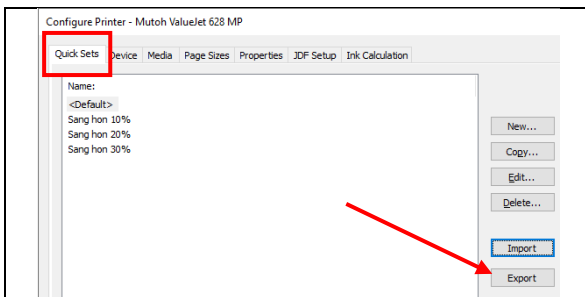 Configure Printer - Mutoh ValueJet 628 MP
Quick Sets Device Media Page Sizes Properties JDF Setup Ink Calculation
Name:
<Default>
Sang hon 10%
Sang hon 20%
Sang hon 30%
New...
Copy...
Edit...
Delete...
Import
Export